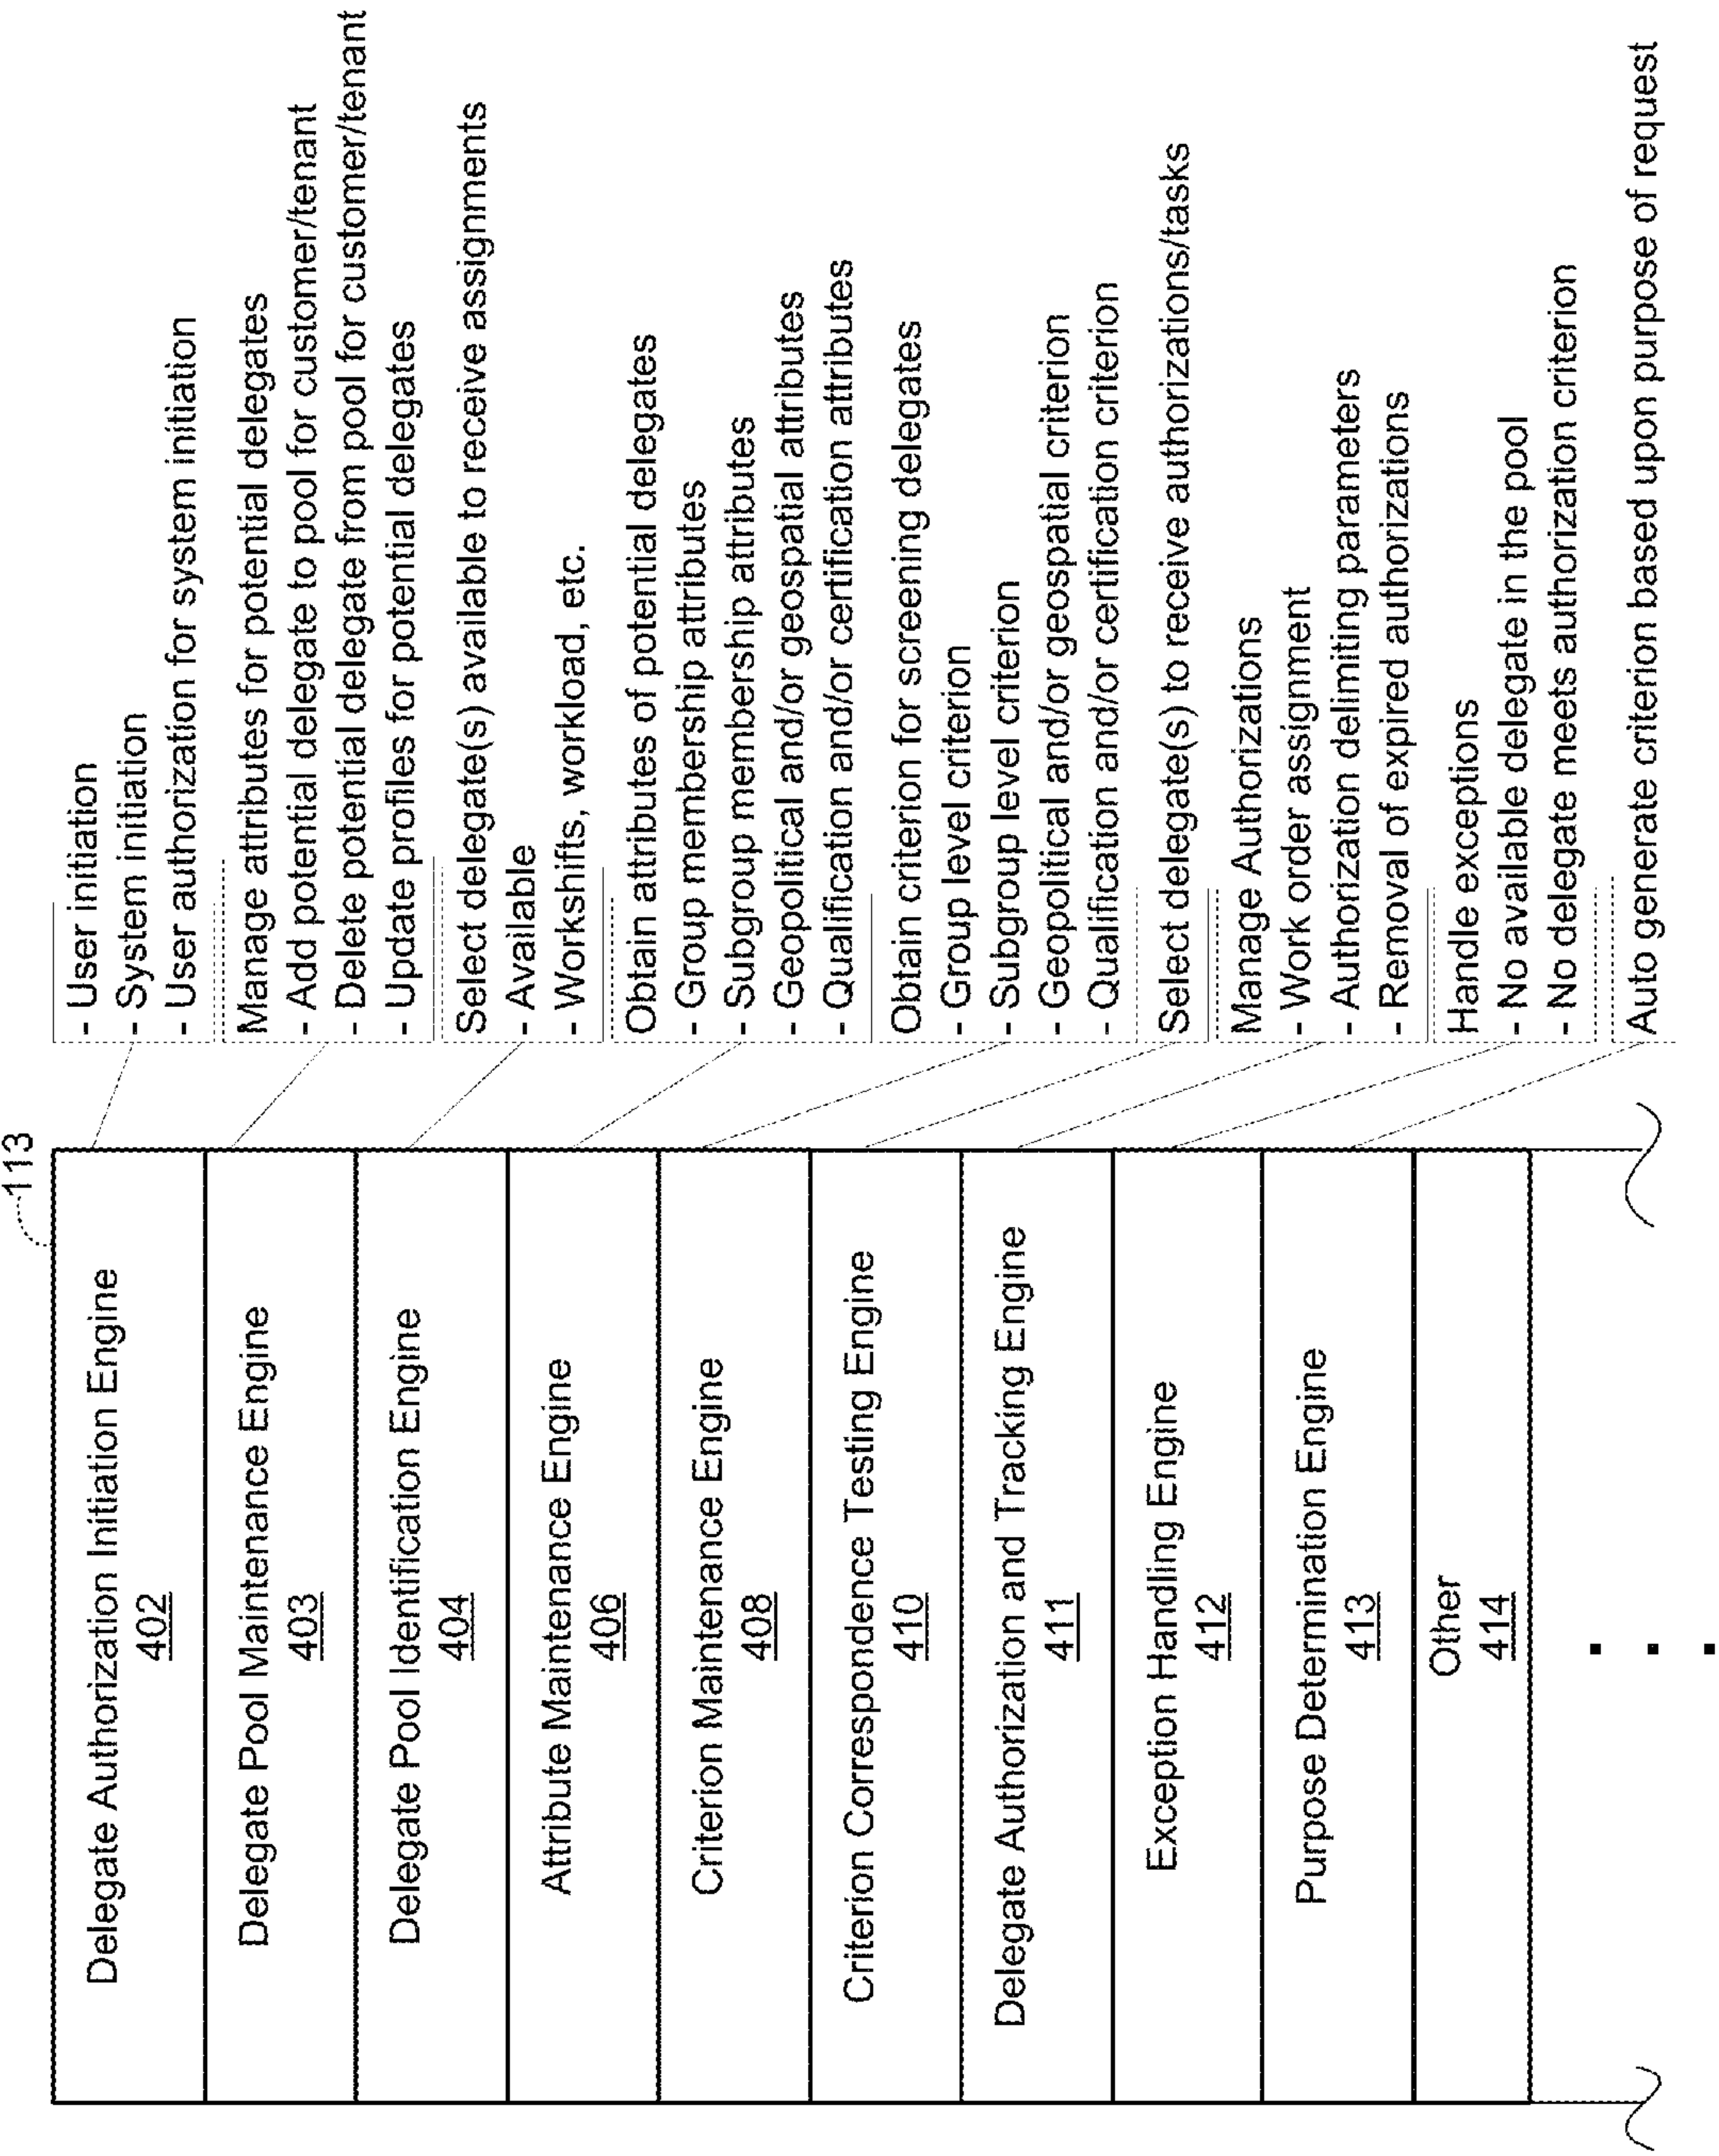 113
Delegate Authorization Initiation Engine
402
- User initiation
- System initiation
- User authorization for system initiation
Delegate Pool Maintenance Engine
403
Manage attributes for potential delegates
- Add potential delegate to pool for customer/tenant
- Delete potential delegate from pool for customer/tenant
- Update profiles for potential delegates
Delegate Pool Identification Engine
404
Select delegate(s) available to receive assignments
- Available
- Workshifts, workload, etc.
Attribute Maintenance Engine
406
Obtain attributes of potential delegates
- Group membership attributes
- Subgroup membership attributes
- Geopolitical and/or geospatial attributes
- Qualification and/or certification attributes
Criterion Maintenance Engine
408
Obtain criterion for screening delegates
- Group level criterion
- Subgroup level criterion
- Geopolitical and/or geospatial criterion
- Qualification and/or certification criterion
Criterion Correspondence Testing Engine
410
Select delegate(s) to receive authorizations/tasks
Delegate Authorization and Tracking Engine
411
Manage Authorizations
- Work order assignment
- Authorization delimiting parameters
- Removal of expired authorizations
Exception Handling Engine
412
Handle exceptions
- No available delegate in the pool
- No delegate meets authorization criterion
Purpose Determination Engine
413
Auto generate criterion based upon purpose of request
Other
414